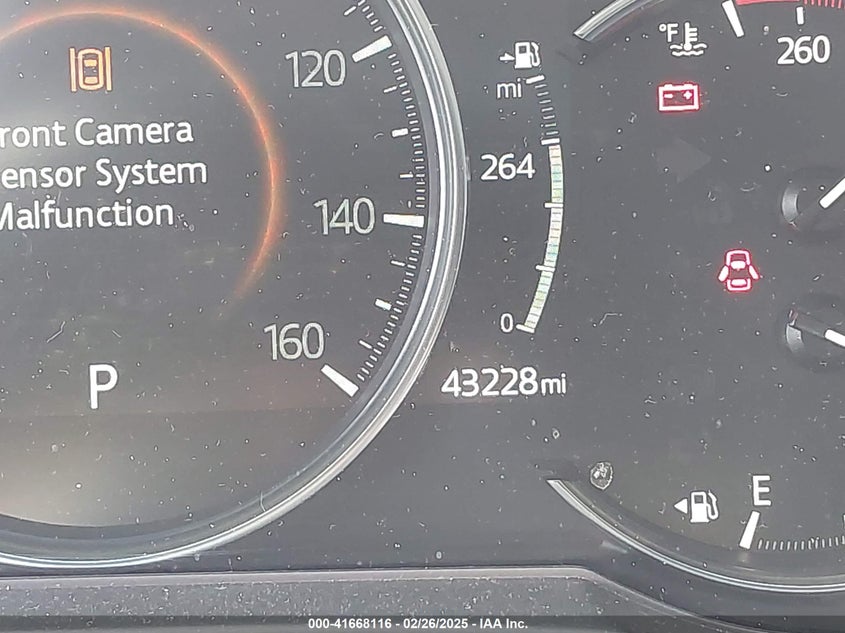 120
mi
°F
260
ront Camera
ensor System
Malfunction
264
140
0
160
P
43228mi
E
000-41668116 - 02/26/2025 - IAA Inc.